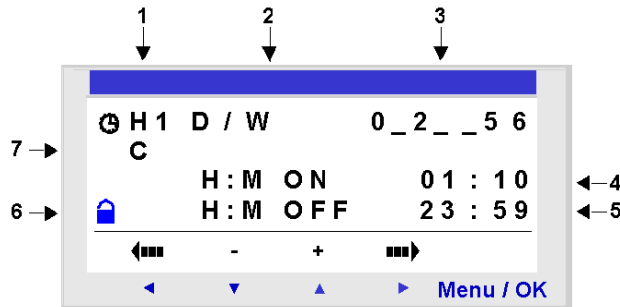 1 2 3
H1 D / W 0_2__56
7 C
H:M ON 01 : 10 4
6 H:M OFF 23 : 59 5
- +
Menu / OK